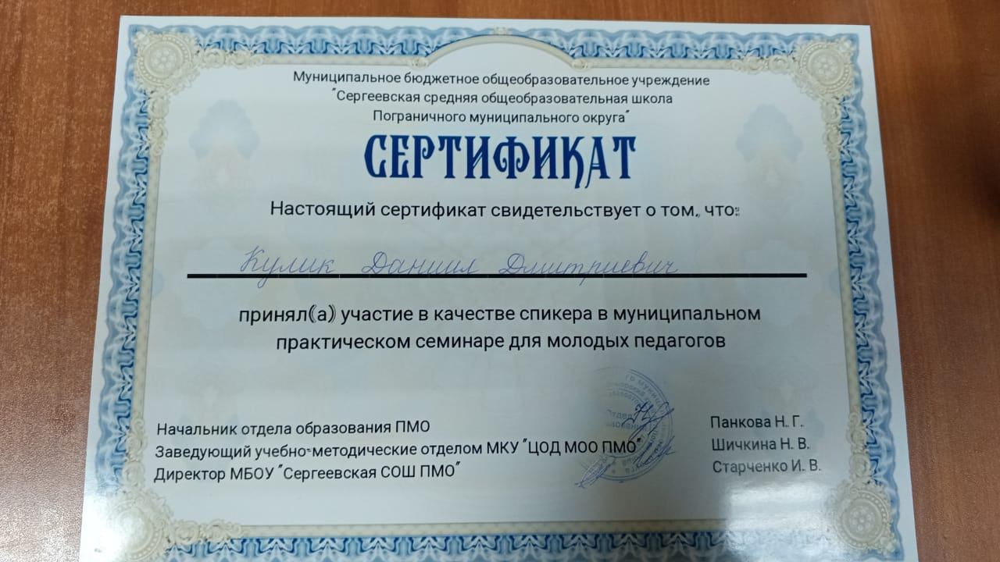 Муниципальное бюджетное общеобразовательное учреждение
"Сергеевская средняя общеобразовательная школа
Пограничного муниципального округа"
СЕРТИФИКАТ
Настоящий сертификат свидетельствует о том, что:
Кулик Даниил Дмитриевич
принял(а) участие в качестве спикера в муниципальном
практическом семинаре для молодых педагогов
Начальник отдела образования ПМО Панкова Н. Г.
Заведующий учебно-методические отделом МКУ "ЦОД МОО ПМО" Шичкина Н. В.
Директор МБОУ "Сергеевская СОШ ПМО" Старченко И. В.